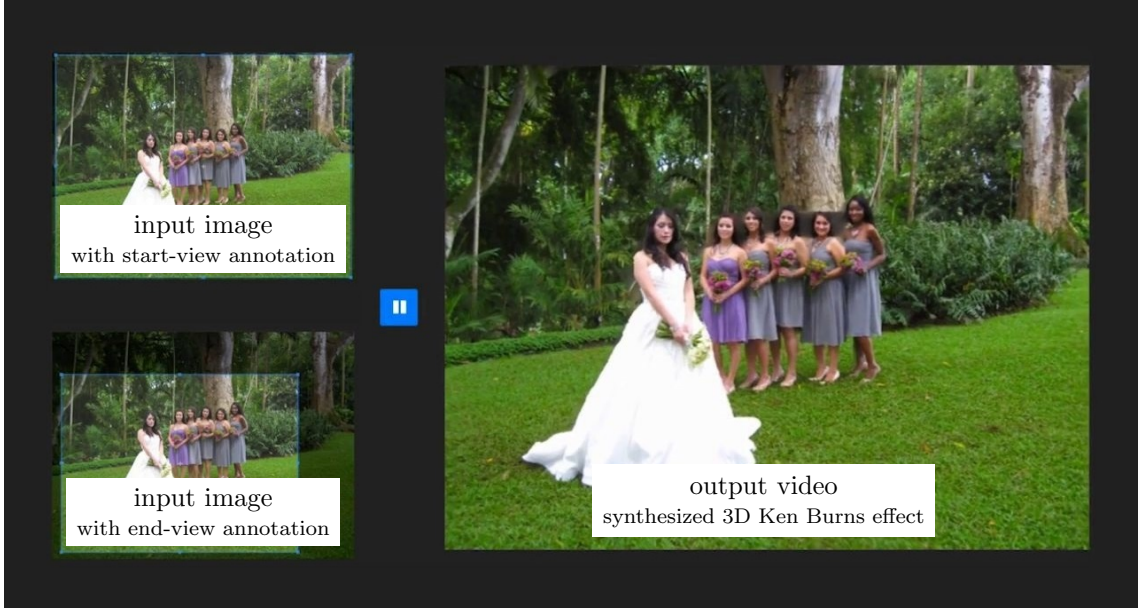 input image
with start-view annotation
input image
with end-view annotation
output video
synthesized 3D Ken Burns effect